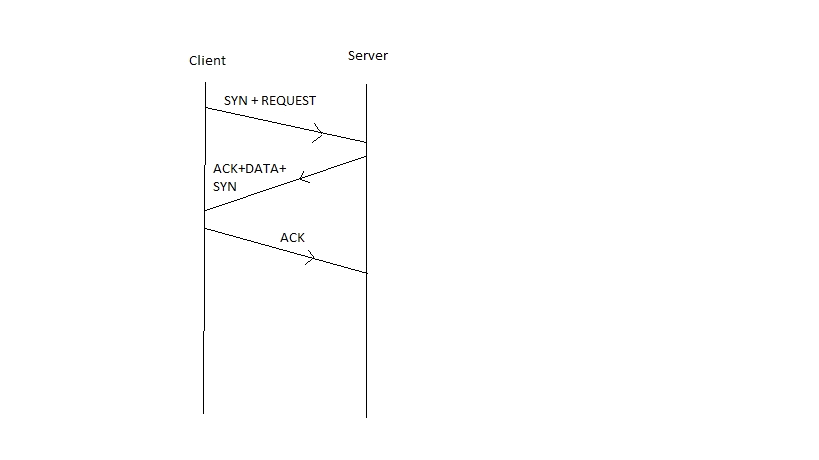 Client
Server
SYN + REQUEST
ACK+DATA+
SYN
ACK